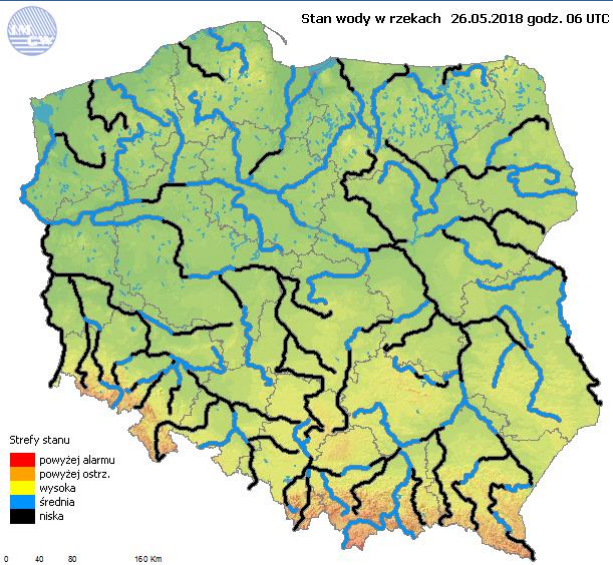 Stan wody w rzekach 26.05.2018 godz. 06 UTC
Strefy stanu
powyżej alarmu
powyżej ostrz.
wysoka
średnia
niska
0 40 80 160 Km